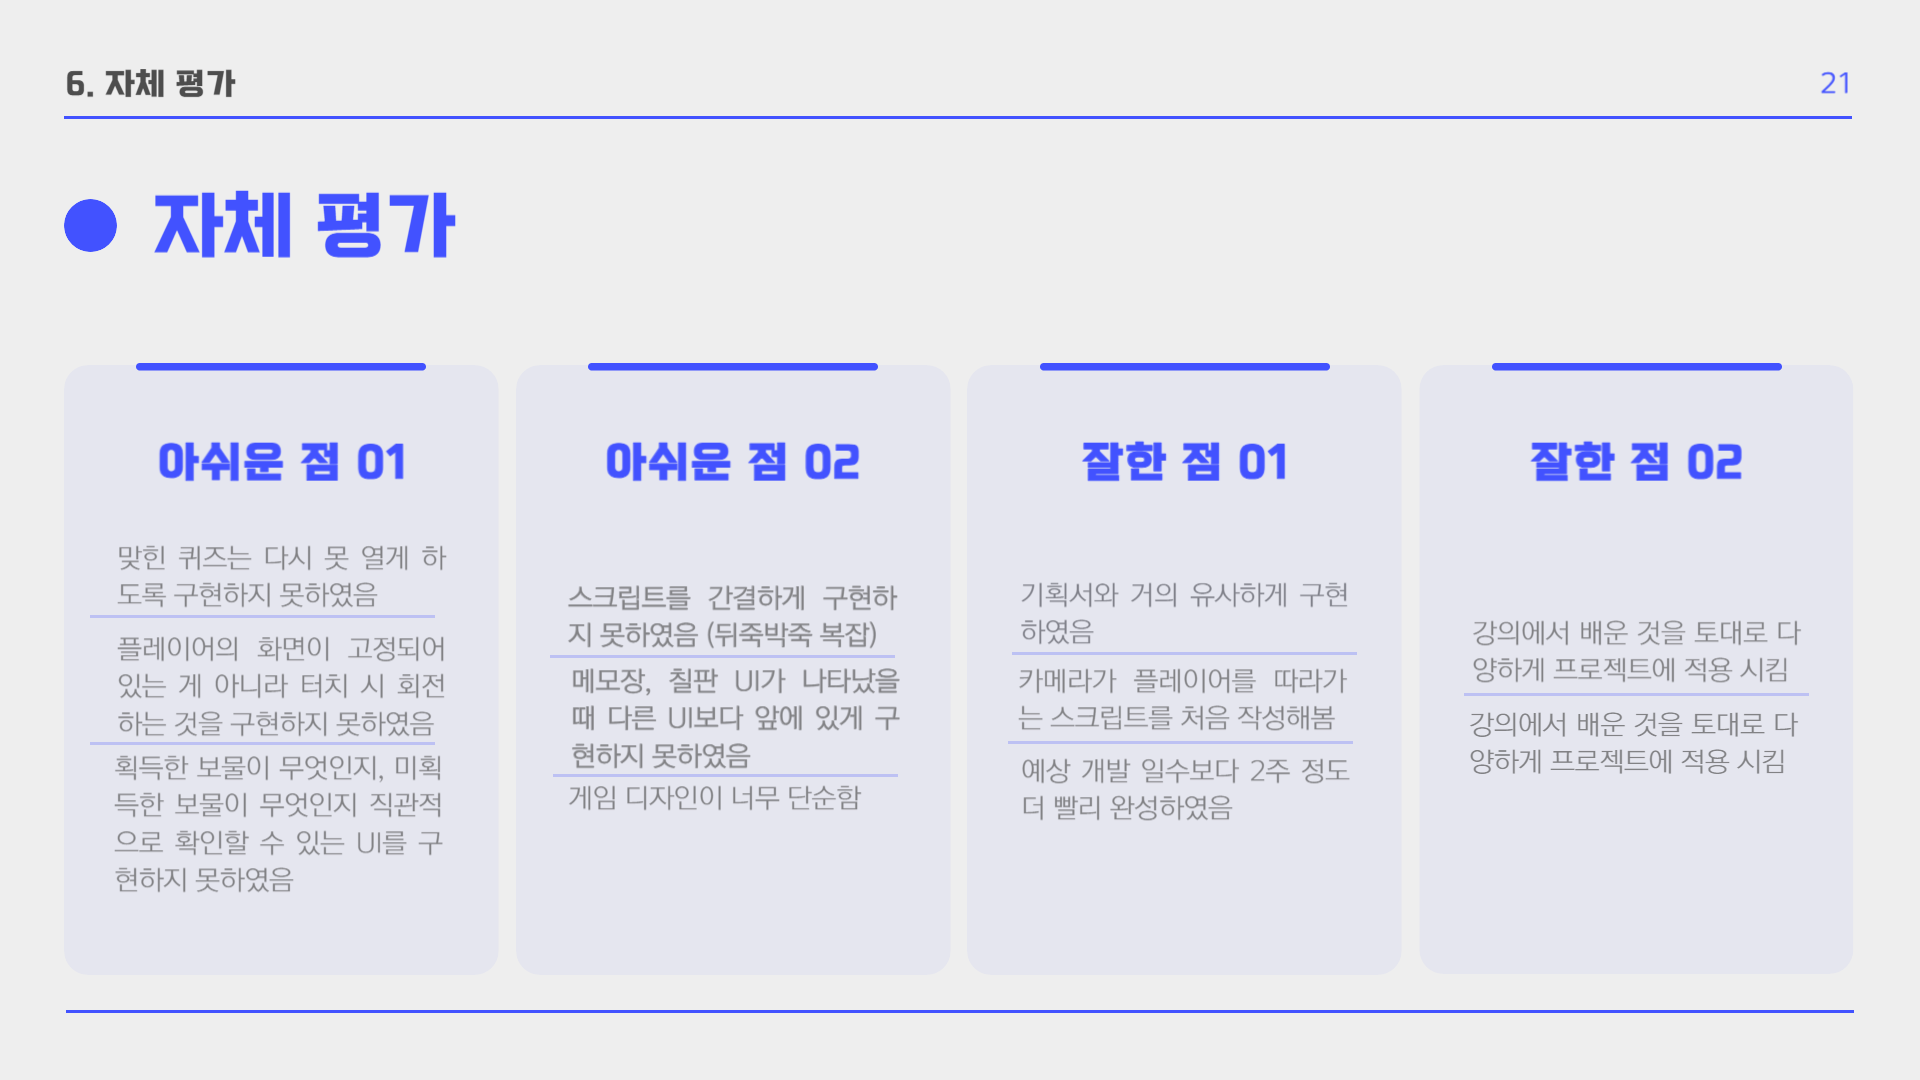 6. 자체 평가
21
자체 평가
아쉬운 점 01
맞힌 퀴즈는 다시 못 열게 하
도록 구현하지 못하였음
플레이어의 화면이 고정되어
있는 게 아니라 터치 시 회전
하는 것을 구현하지 못하였음
획득한 보물이 무엇인지, 미획
득한 보물이 무엇인지 직관적
으로 확인할 수 있는 UI를 구
현하지 못하였음
아쉬운 점 02
스크립트를 간결하게 구현하
지 못하였음 (뒤죽박죽 복잡)
메모장, 칠판 UI가 나타났을
때 다른 UI보다 앞에 있게 구
현하지 못하였음
게임 디자인이 너무 단순함
잘한 점 01
기획서와 거의 유사하게 구현
하였음
카메라가 플레이어를 따라가
는 스크립트를 처음 작성해봄
예상 개발 일수보다 2주 정도
더 빨리 완성하였음
잘한 점 02
강의에서 배운 것을 토대로 다
양하게 프로젝트에 적용 시킴
강의에서 배운 것을 토대로 다
양하게 프로젝트에 적용 시킴